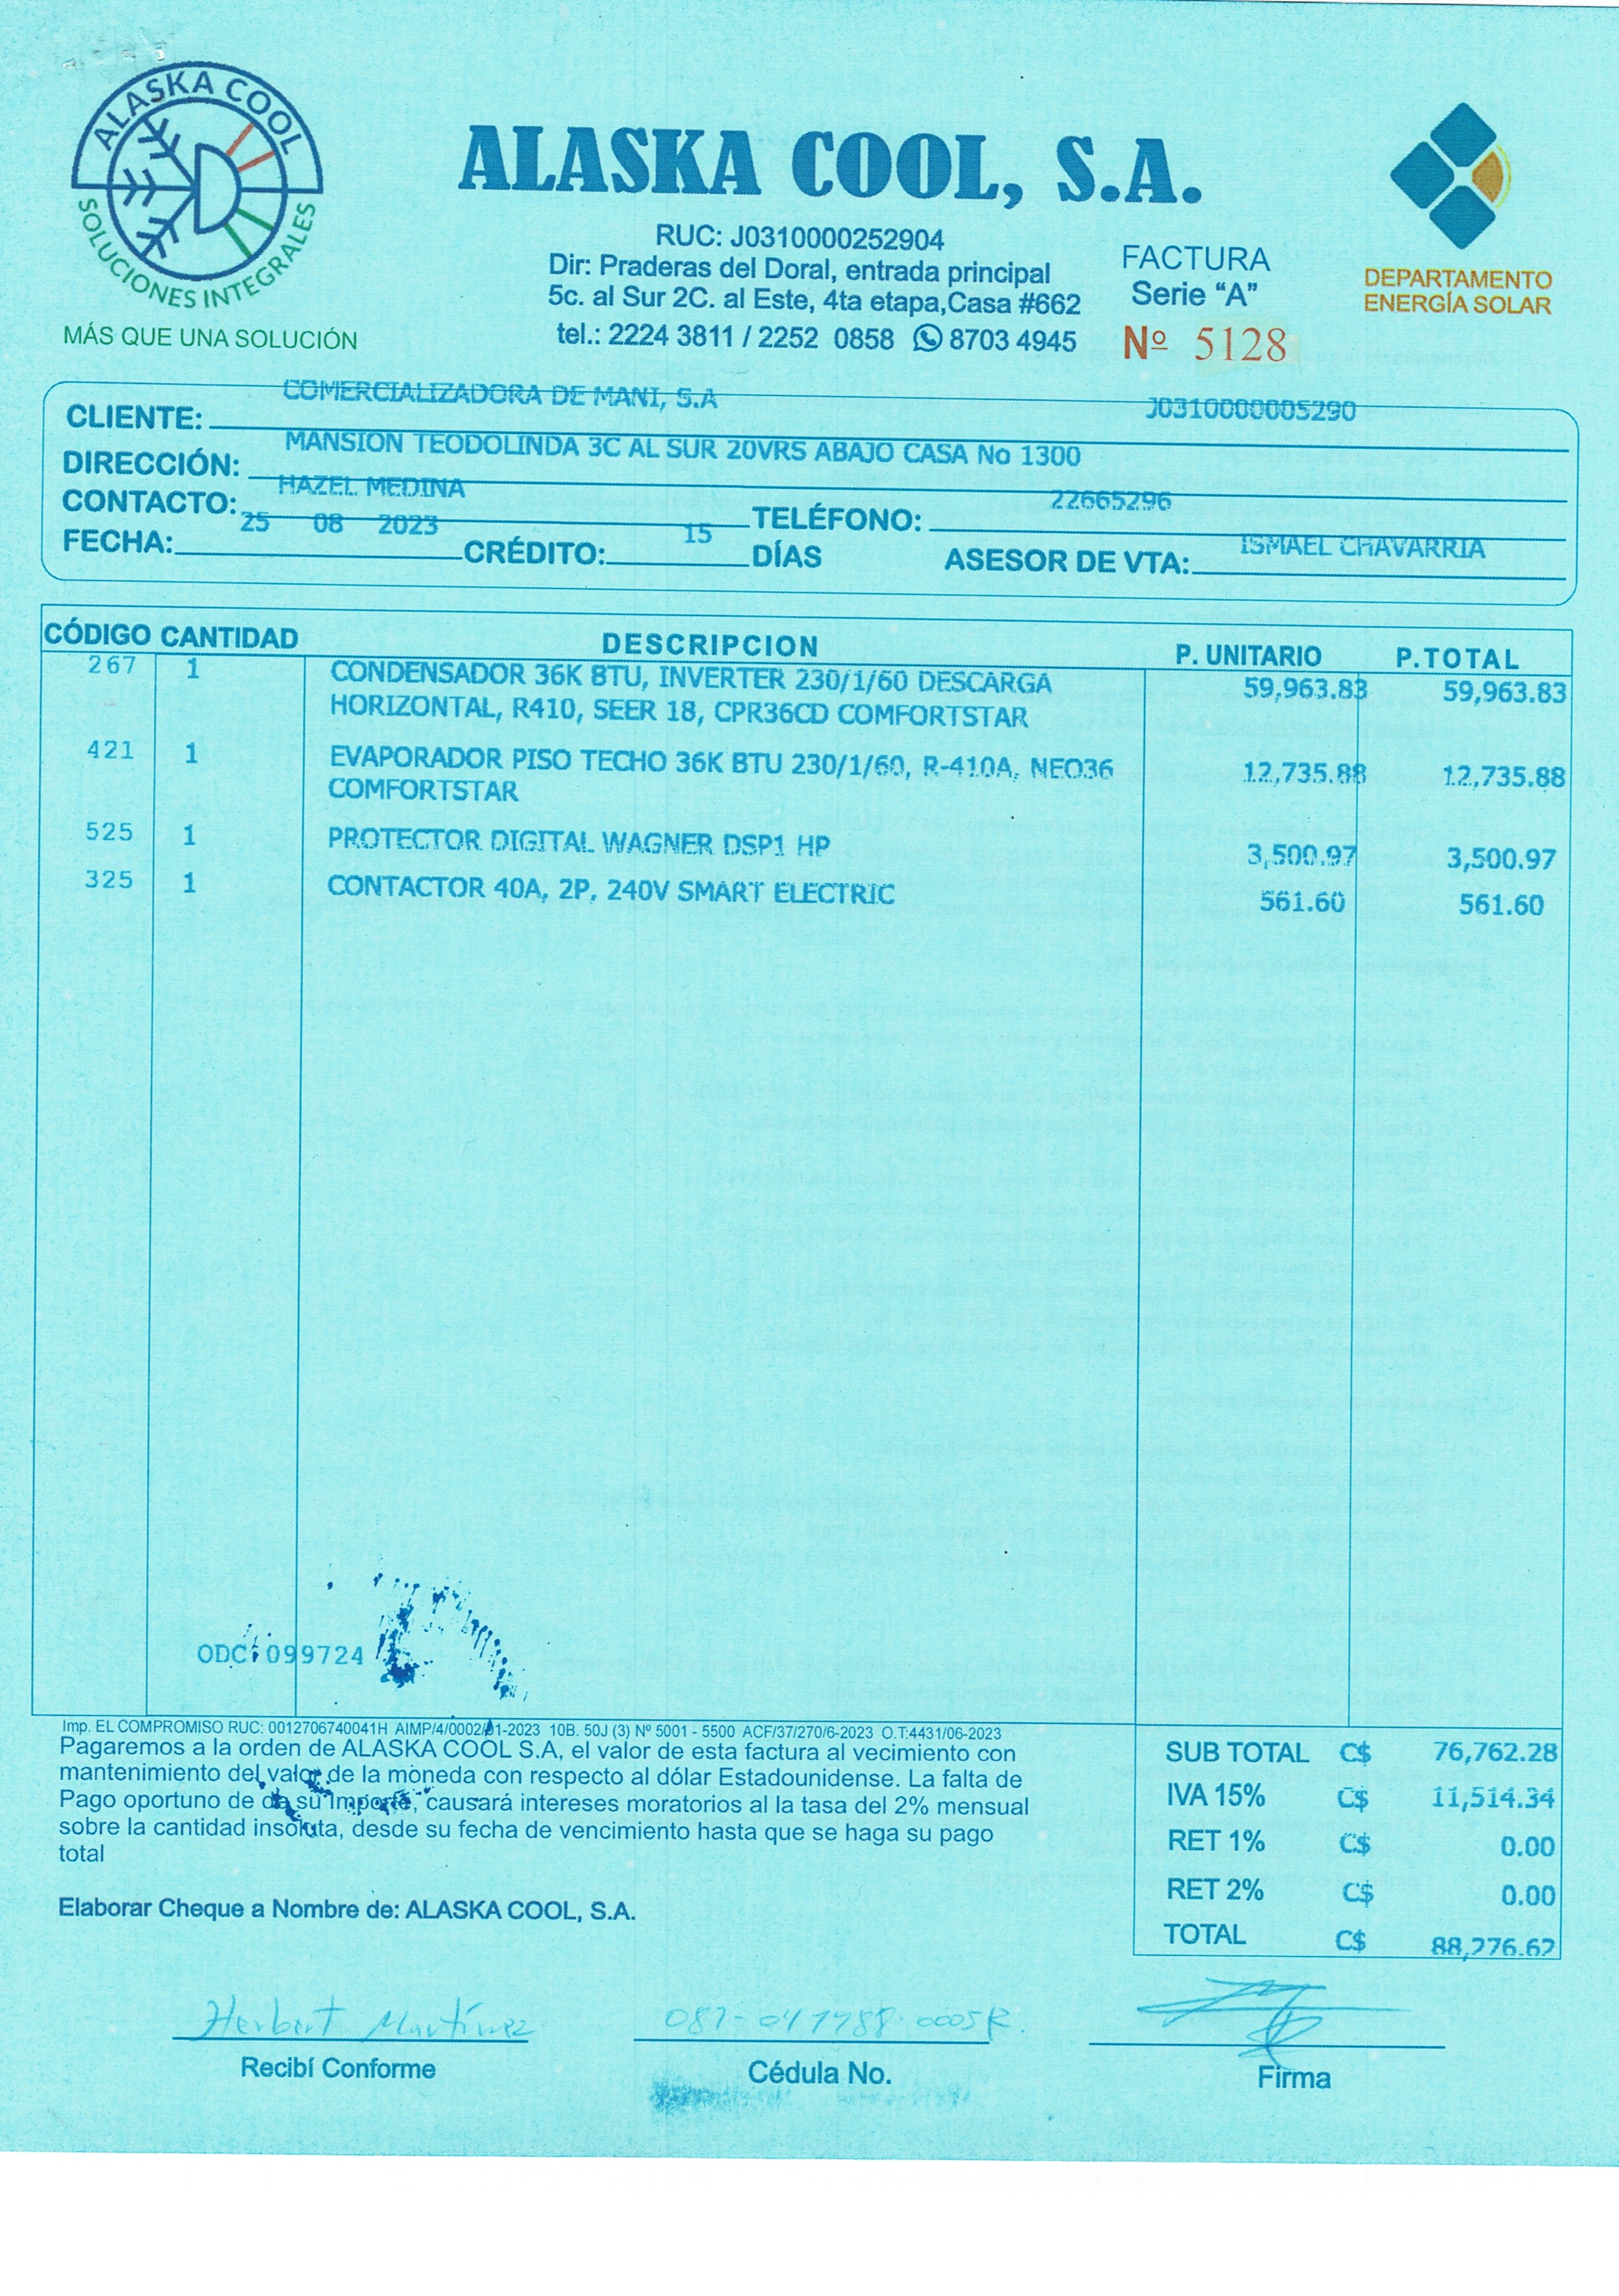 ALASKA COOL
SOLUCIONES INTEGRALES
MÁS QUE UNA SOLUCIÓN
ALASKA COOL, S.A.
RUC: J0310000252904
Dir: Praderas del Doral, entrada principal
5c. al Sur 2C. al Este, 4ta etapa,Casa #662
tel.: 2224 3811 / 2252 0858 8703 4945
FACTURA
Serie "A"
Nº 5128
DEPARTAMENTO
ENERGÍA SOLAR
CLIENTE: COMERCIALIZADORA DE MANI, S.A J0310000005290
DIRECCIÓN: MANSION TEODOLINDA 3C AL SUR 20VRS ABAJO CASA No 1300
CONTACTO: HAZEL MEDINA TELÉFONO: 22665296
FECHA: 25 08 2023 CRÉDITO: 15 DÍAS ASESOR DE VTA: ISMAEL CHAVARRIA
CÓDIGO CANTIDAD DESCRIPCION P. UNITARIO P.TOTAL
267 1 CONDENSADOR 36K BTU, INVERTER 230/1/60 DESCARGA 59,963.83 59,963.83
HORIZONTAL, R410, SEER 18, CPR36CD COMFORTSTAR
421 1 EVAPORADOR PISO TECHO 36K BTU 230/1/60, R-410A, NEO36 12,735.88 12,735.88
COMFORTSTAR
525 1 PROTECTOR DIGITAL WAGNER DSP1 HP 3,500.97 3,500.97
325 1 CONTACTOR 40A, 2P, 240V SMART ELECTRIC 561.60 561.60
ODC: 099724
Imp. EL COMPROMISO RUC: 0012706740041H AIMP/4/0002/01-2023 10B. 50J (3) Nº 5001 - 5500 ACF/37/270/6-2023 O.T:4431/06-2023
Pagaremos a la orden de ALASKA COOL S.A, el valor de esta factura al vecimiento con
mantenimiento del valor de la moneda con respecto al dólar Estadounidense. La falta de
Pago oportuno de de su importe, causará intereses moratorios al la tasa del 2% mensual
sobre la cantidad insoluta, desde su fecha de vencimiento hasta que se haga su pago
total
Elaborar Cheque a Nombre de: ALASKA COOL, S.A.
SUB TOTAL C$ 76,762.28
IVA 15% C$ 11,514.34
RET 1% C$ 0.00
RET 2% C$ 0.00
TOTAL C$ 88,276.62
Herbert Martínez
Recibí Conforme Cédula No. Firma